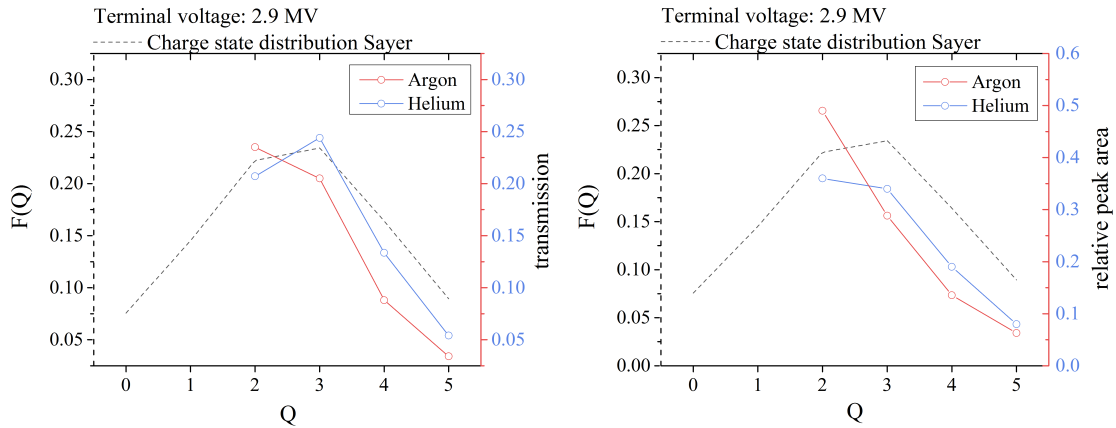 Terminal voltage: 2.9 MV
Charge state distribution Sayer
Argon
Helium
0.30
0.25
0.20
0.15
0.10
0.05
F(Q)
0.30
0.25
0.20
0.15
0.10
0.05
transmission
0 1 2 3 4 5
Q
Terminal voltage: 2.9 MV
Charge state distribution Sayer
Argon
Helium
0.30
0.25
0.20
0.15
0.10
0.05
0.00
F(Q)
0.6
0.5
0.4
0.3
0.2
0.1
0.0
relative peak area
0 1 2 3 4 5
Q